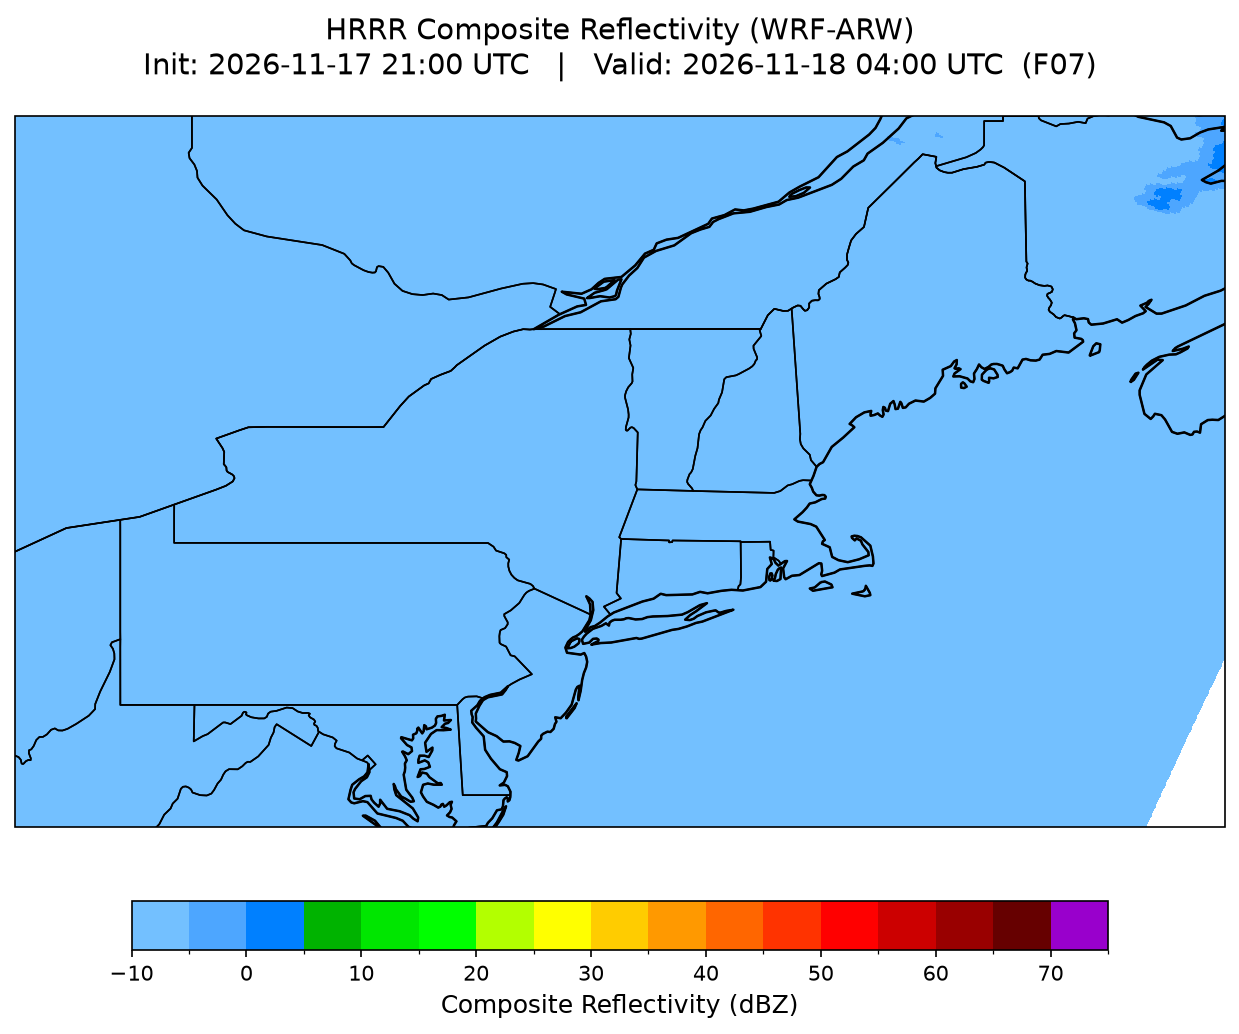 HRRR Composite Reflectivity (WRF-ARW)
Init: 2026-11-17 21:00 UTC | Valid: 2026-11-18 04:00 UTC (F07)
−10 0 10 20 30 40 50 60 70
Composite Reflectivity (dBZ)